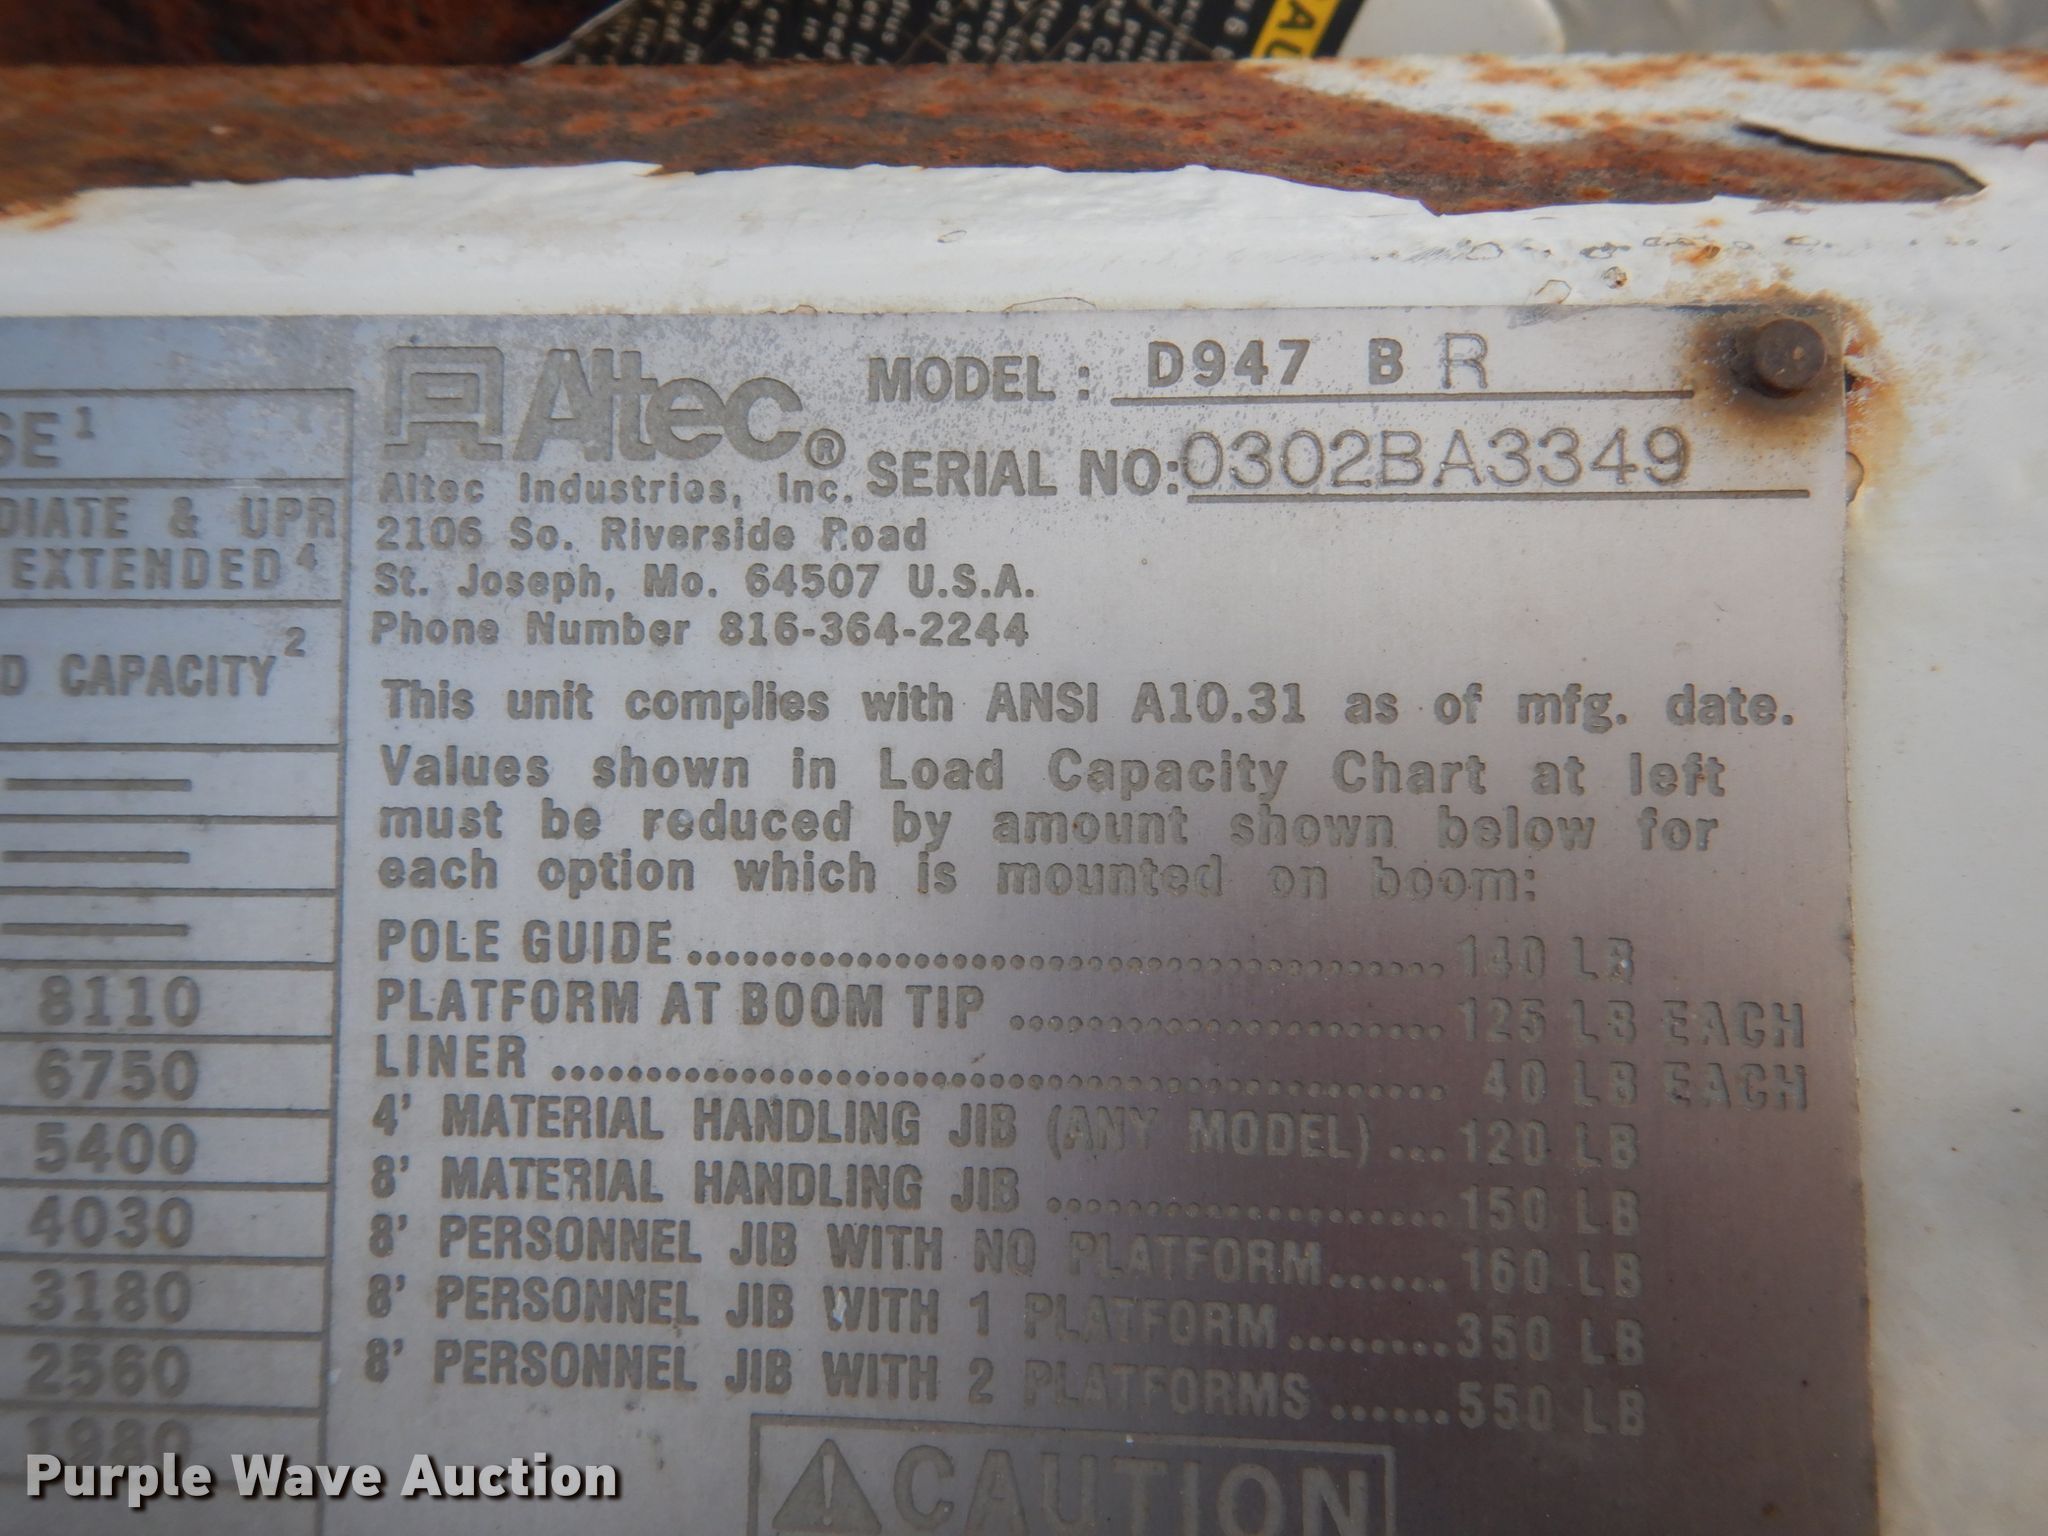 CAU
SE¹
DIATE & UPR
EXTENDED⁴
D CAPACITY²
8110
6750
5400
4030
3180
2560
1980
Altec®
MODEL: D947 BR
SERIAL NO: 0302BA3349
Altec Industries, Inc.
2106 So. Riverside Road
St. Joseph, Mo. 64507 U.S.A.
Phone Number 816-364-2244
This unit complies with ANSI A10.31 as of mfg. date.
Values shown in Load Capacity Chart at left
must be reduced by amount shown below for
each option which is mounted on boom:
POLE GUIDE 140 LB
PLATFORM AT BOOM TIP 125 LB EACH
LINER 40 LB EACH
4' MATERIAL HANDLING JIB (ANY MODEL) ... 120 LB
8' MATERIAL HANDLING JIB 150 LB
8' PERSONNEL JIB WITH NO PLATFORM...... 160 LB
8' PERSONNEL JIB WITH 1 PLATFORM ......... 350 LB
8' PERSONNEL JIB WITH 2 PLATFORMS ....... 550 LB
CAUTION
Purple Wave Auction